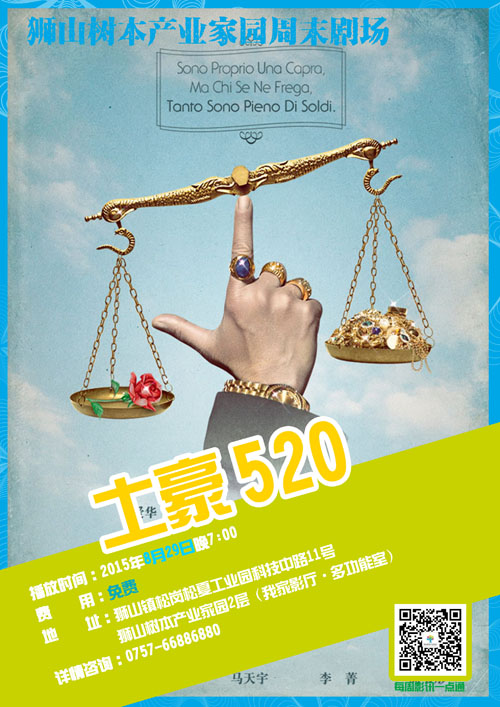 狮山树本产业家园周末剧场
Sono Proprio Una Capra,
Ma Chi Se Ne Frega,
Tanto Sono Pieno Di Soldi.
土豪520
播放时间：2015年8月29日晚7:00
费 用：免费
地 址：狮山镇松岗松夏工业园科技中路11号
狮山树本产业家园2层（我家影厅·多功能室）
详情咨询：0757-66886880
马天宇 李 菁
每周影讯一点通